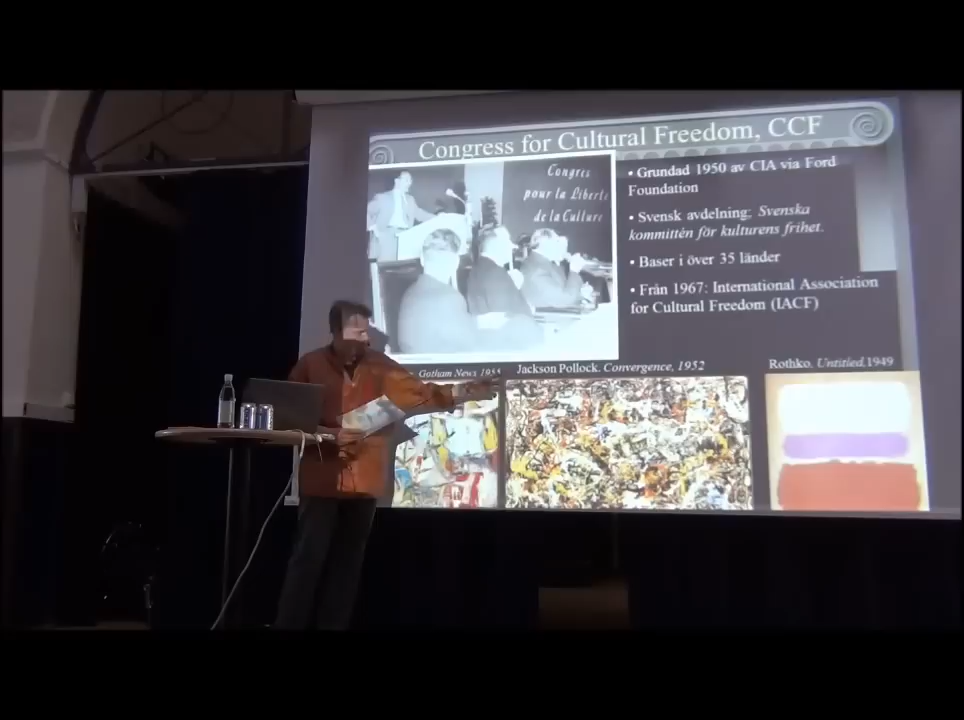 Congress for Cultural Freedom, CCF
Congres
pour la Liberte
de la Culture
• Grundad 1950 av CIA via Ford
Foundation
• Svensk avdelning: Svenska
kommittén för kulturens frihet.
• Baser i över 35 länder
• Från 1967: International Association
for Cultural Freedom (IACF)
Gotham News 1955
Jackson Pollock. Convergence, 1952
Rothko. Untitled.1949